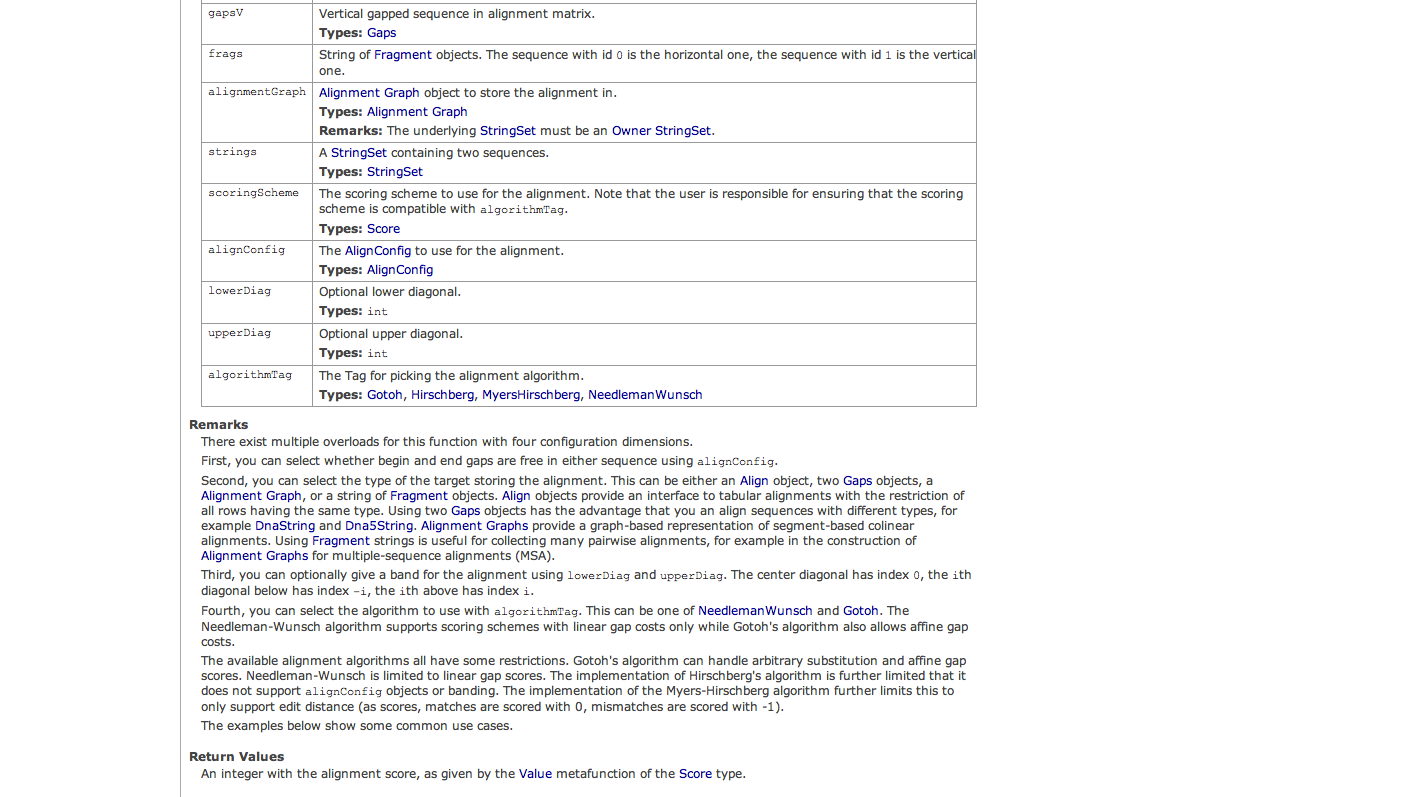 gapsV
Vertical gapped sequence in alignment matrix.
Types: Gaps
frags
String of Fragment objects. The sequence with id 0 is the horizontal one, the sequence with id 1 is the vertical
one.
alignmentGraph
Alignment Graph object to store the alignment in.
Types: Alignment Graph
Remarks: The underlying StringSet must be an Owner StringSet.
strings
A StringSet containing two sequences.
Types: StringSet
scoringScheme
The scoring scheme to use for the alignment. Note that the user is responsible for ensuring that the scoring
scheme is compatible with algorithmTag.
Types: Score
alignConfig
The AlignConfig to use for the alignment.
Types: AlignConfig
lowerDiag
Optional lower diagonal.
Types: int
upperDiag
Optional upper diagonal.
Types: int
algorithmTag
The Tag for picking the alignment algorithm.
Types: Gotoh, Hirschberg, MyersHirschberg, NeedlemanWunsch
Remarks
There exist multiple overloads for this function with four configuration dimensions.
First, you can select whether begin and end gaps are free in either sequence using alignConfig.
Second, you can select the type of the target storing the alignment. This can be either an Align object, two Gaps objects, a
Alignment Graph, or a string of Fragment objects. Align objects provide an interface to tabular alignments with the restriction of
all rows having the same type. Using two Gaps objects has the advantage that you an align sequences with different types, for
example DnaString and Dna5String. Alignment Graphs provide a graph-based representation of segment-based colinear
alignments. Using Fragment strings is useful for collecting many pairwise alignments, for example in the construction of
Alignment Graphs for multiple-sequence alignments (MSA).
Third, you can optionally give a band for the alignment using lowerDiag and upperDiag. The center diagonal has index 0, the ith
diagonal below has index -i, the ith above has index i.
Fourth, you can select the algorithm to use with algorithmTag. This can be one of NeedlemanWunsch and Gotoh. The
Needleman-Wunsch algorithm supports scoring schemes with linear gap costs only while Gotoh's algorithm also allows affine gap
costs.
The available alignment algorithms all have some restrictions. Gotoh's algorithm can handle arbitrary substitution and affine gap
scores. Needleman-Wunsch is limited to linear gap scores. The implementation of Hirschberg's algorithm is further limited that it
does not support alignConfig objects or banding. The implementation of the Myers-Hirschberg algorithm further limits this to
only support edit distance (as scores, matches are scored with 0, mismatches are scored with -1).
The examples below show some common use cases.
Return Values
An integer with the alignment score, as given by the Value metafunction of the Score type.